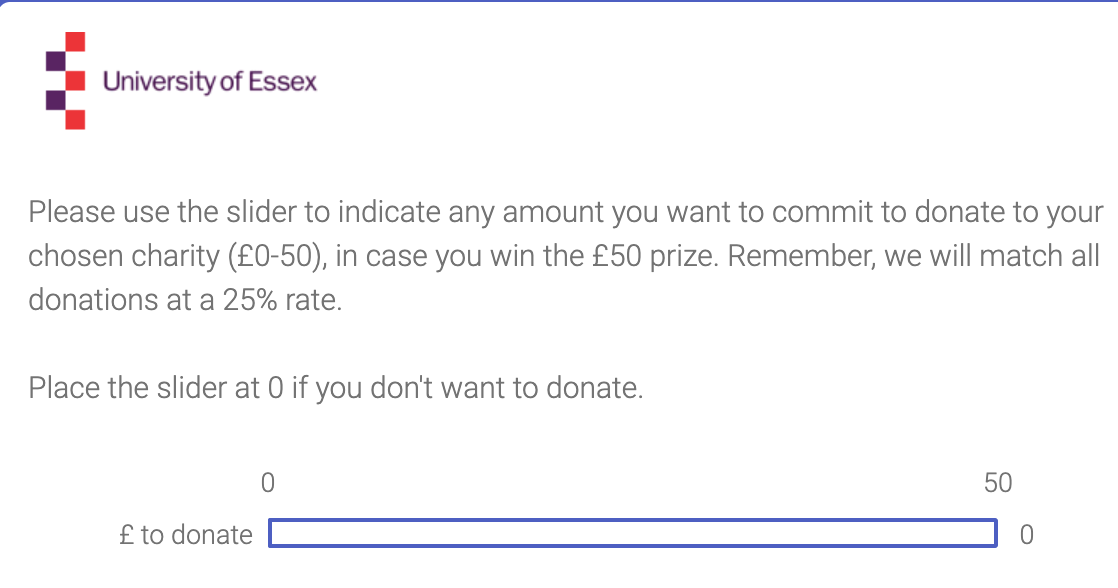 University of Essex
Please use the slider to indicate any amount you want to commit to donate to your
chosen charity (£0-50), in case you win the £50 prize. Remember, we will match all
donations at a 25% rate.
Place the slider at 0 if you don't want to donate.
0 50
£ to donate 0